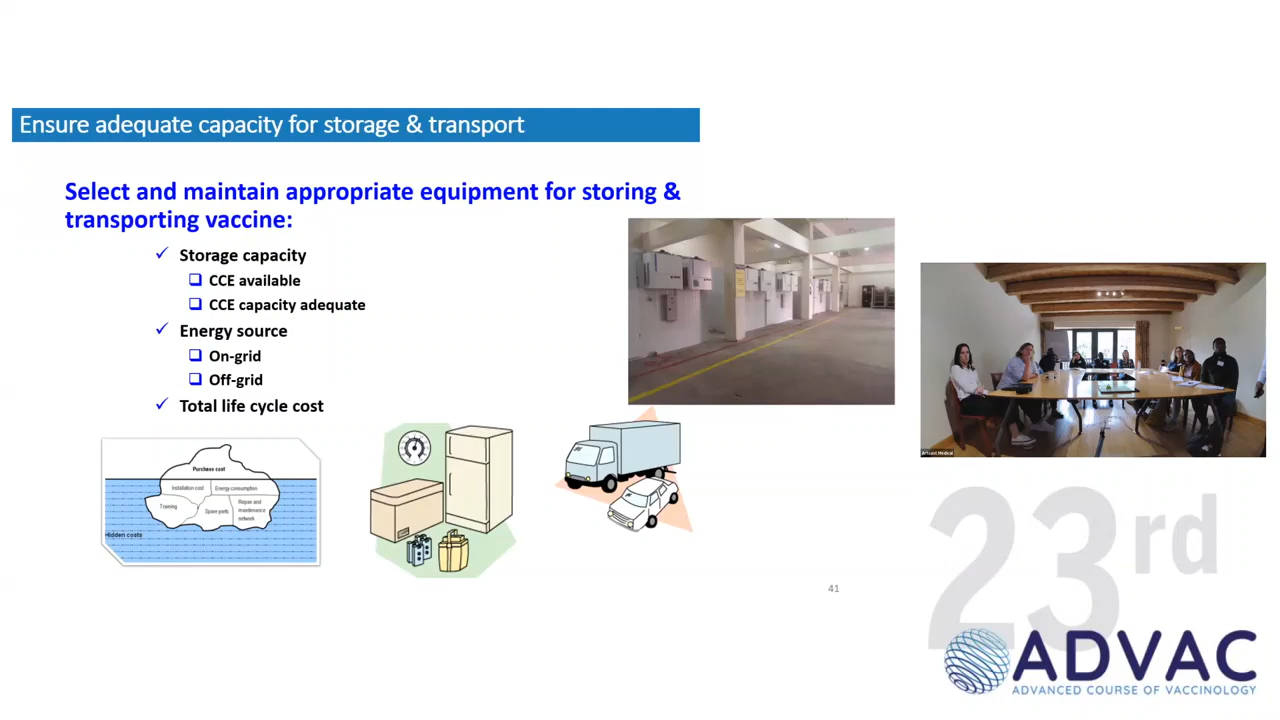 Ensure adequate capacity for storage & transport
Select and maintain appropriate equipment for storing &
transporting vaccine:
✓ Storage capacity
❑ CCE available
❑ CCE capacity adequate
✓ Energy source
❑ On-grid
❑ Off-grid
✓ Total life cycle cost
Purchase cost
Installation cost
Energy consumption
Training
Spare parts
Repair and
maintenance
network
Hidden costs
Artcast Medical
41
23rd
ADVAC
ADVANCED COURSE OF VACCINOLOGY